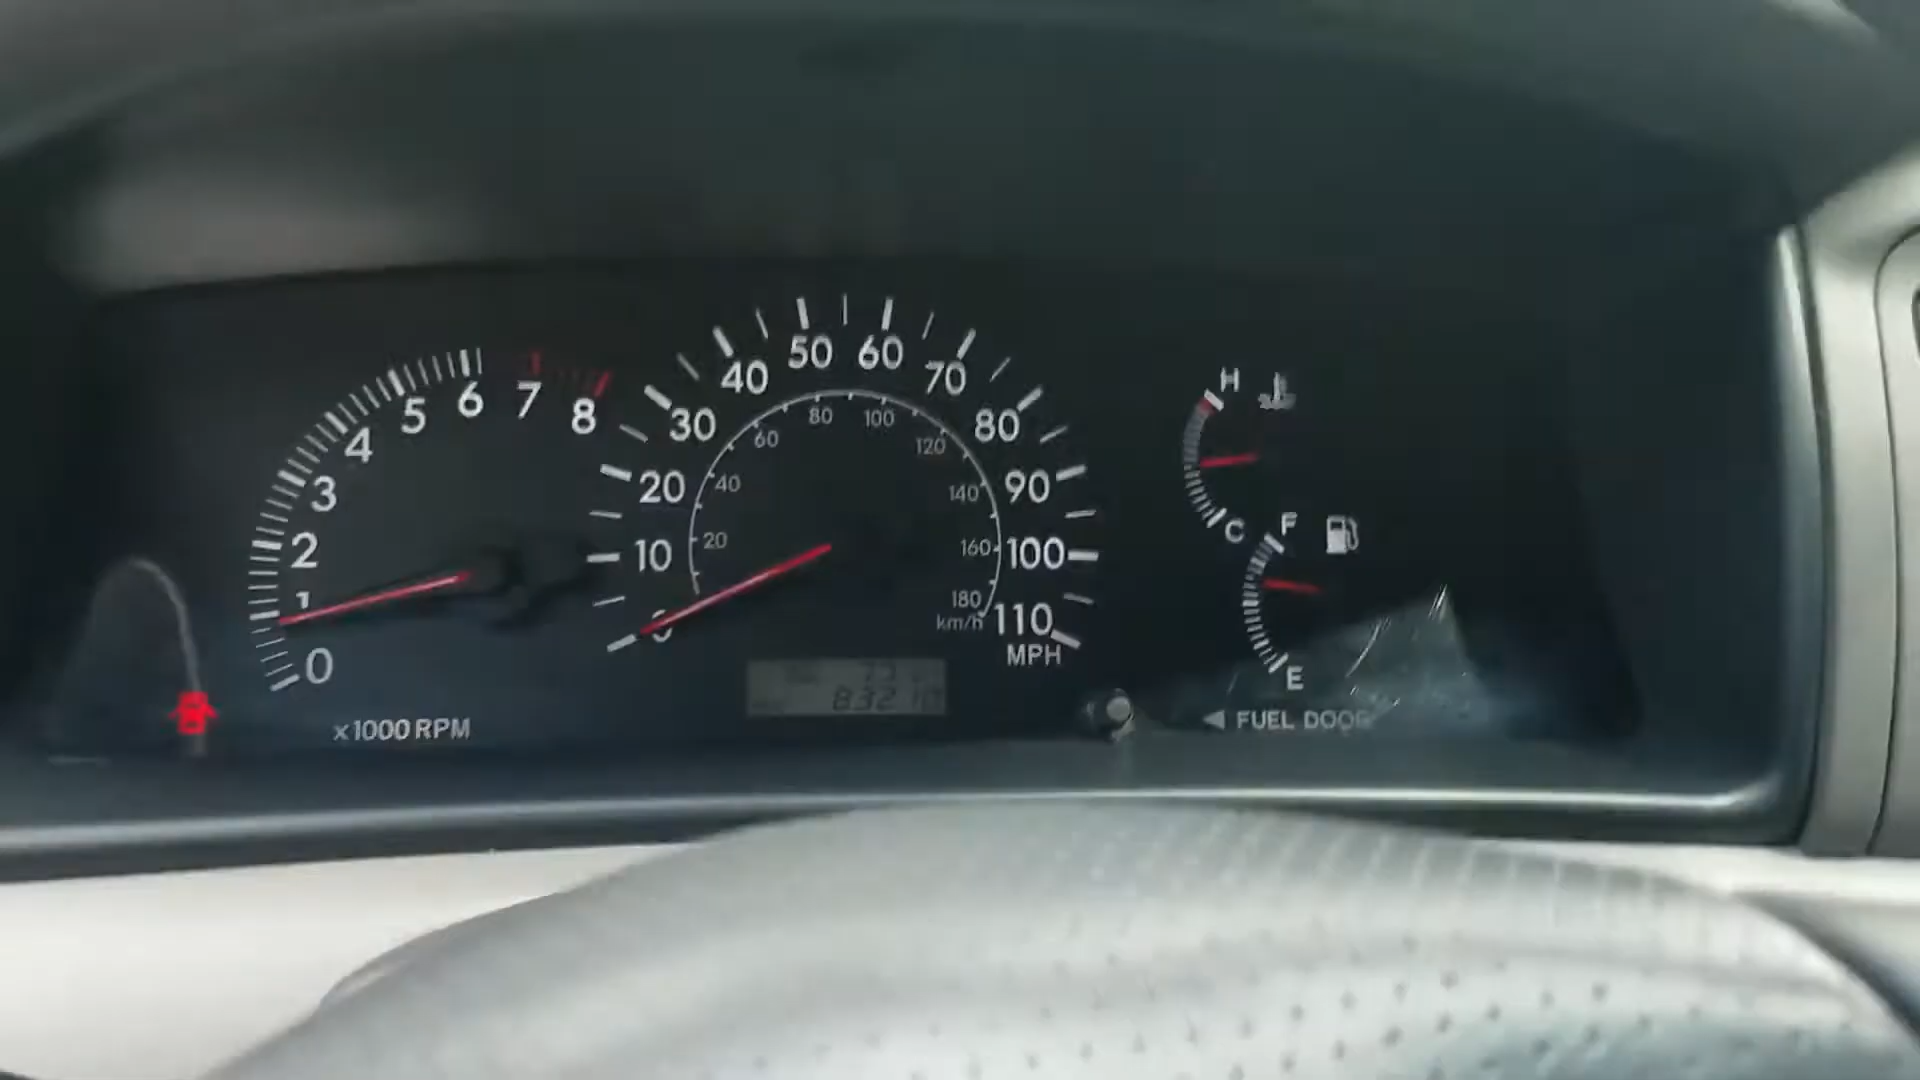 0 1 2 3 4 5 6 7 8
x1000 RPM
0 10 20 30 40 50 60 70 80 90 100 110
MPH
20 40 60 80 100 120 140 160 180
km/h
H
C
F
E
◀ FUEL DOOR